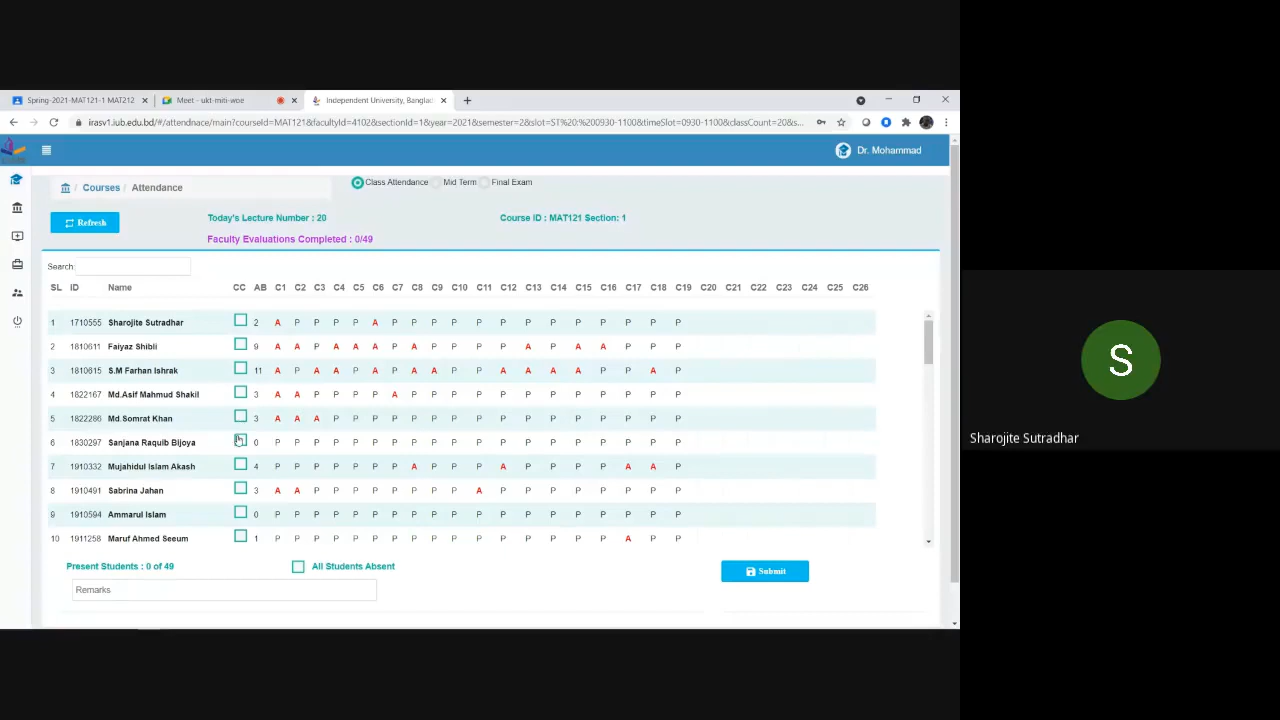 Spring-2021-MAT121-1 MAT212
Meet - ukt-miti-woe
Independent University, Banglad
irasv1.iub.edu.bd/#/attendnace/main?courseId=MAT121&facultyId=4102&sectionId=1&year=2021&semester=2&slot=ST%20:%200930-1100&timeSlot=0930-1100&classCount=20&s...
Dr. Mohammad
/ Courses / Attendance
Class Attendance Mid Term Final Exam
Refresh
Today's Lecture Number : 20
Course ID : MAT121 Section: 1
Faculty Evaluations Completed : 0/49
Search:
SL ID Name CC AB C1 C2 C3 C4 C5 C6 C7 C8 C9 C10 C11 C12 C13 C14 C15 C16 C17 C18 C19 C20 C21 C22 C23 C24 C25 C26
1 1710555 Sharojite Sutradhar 2 A P P P P A P P P P P P P P P P P P P
2 1810611 Faiyaz Shibli 9 A A P A A A P A P P P P A P A A P P P
3 1810615 S.M Farhan Ishrak 11 A P A A P A P A A P P A A A A P P A P
4 1822167 Md.Asif Mahmud Shakil 3 A A P P P P A P P P P P P P P P P P P
5 1822286 Md.Somrat Khan 3 A A A P P P P P P P P P P P P P P P P
6 1830297 Sanjana Raquib Bijoya 0 P P P P P P P P P P P P P P P P P P P
7 1910332 Mujahidul Islam Akash 4 P P P P P P P A P P P A P P P P A A P
8 1910491 Sabrina Jahan 3 A A P P P P P P P P A P P P P P P P P
9 1910594 Ammarul Islam 0 P P P P P P P P P P P P P P P P P P P
10 1911258 Maruf Ahmed Seeum 1 P P P P P P P P P P P P P P P P A P P
Present Students : 0 of 49
All Students Absent
Submit
Remarks
S
Sharojite Sutradhar